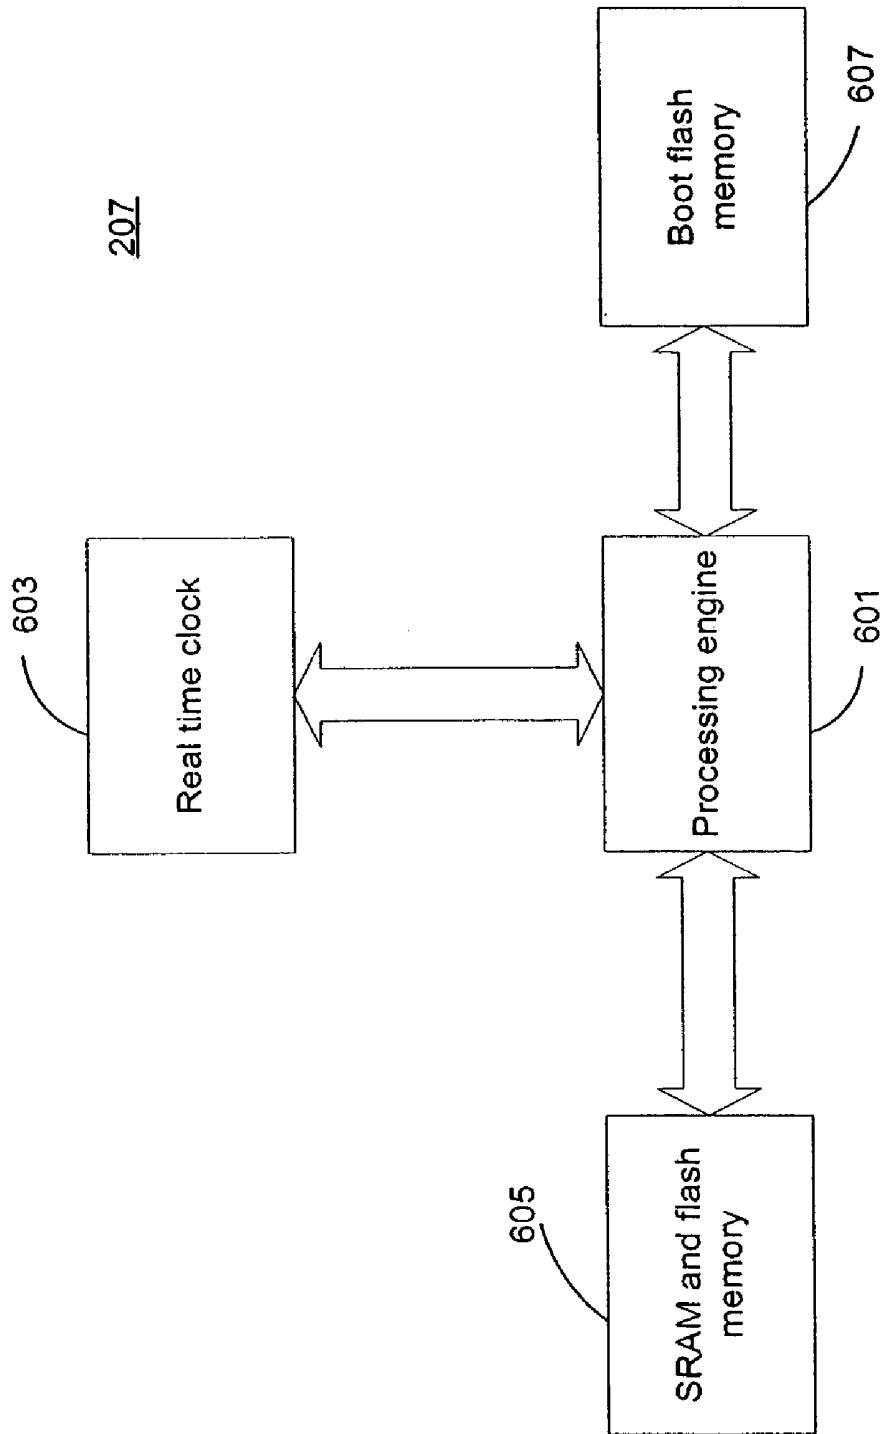 207
603
Real time clock
605
SRAM and flash
memory
Processing engine
601
Boot flash
memory
607